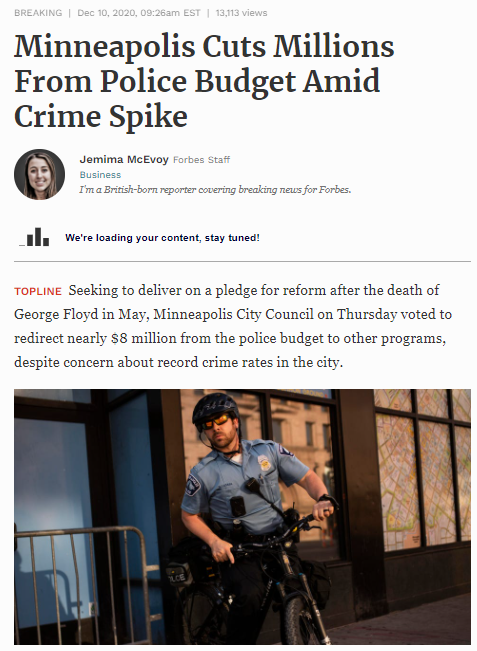 BREAKING | Dec 10, 2020, 09:26am EST | 13,113 views
Minneapolis Cuts Millions
From Police Budget Amid
Crime Spike
Jemima McEvoy Forbes Staff
Business
I'm a British-born reporter covering breaking news for Forbes.
We're loading your content, stay tuned!
TOPLINE Seeking to deliver on a pledge for reform after the death of
George Floyd in May, Minneapolis City Council on Thursday voted to
redirect nearly $8 million from the police budget to other programs,
despite concern about record crime rates in the city.